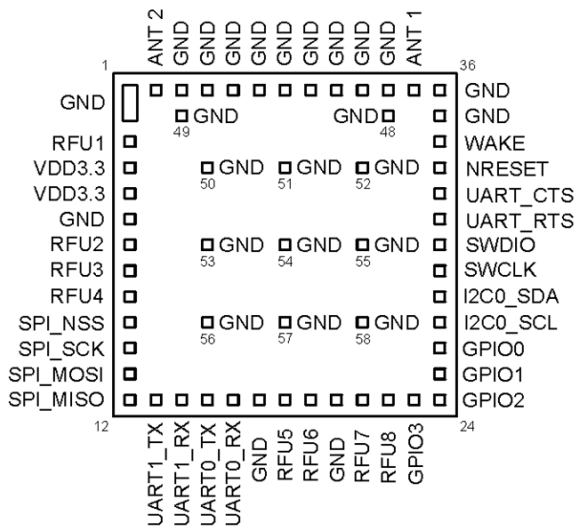 ANT 2
GND
GND
GND
GND
GND
GND
GND
GND
GND
ANT 1
1
36
GND
GND
49
GND
GND
48
GND
RFU1
WAKE
VDD3.3
GND
50
GND
51
GND
52
NRESET
VDD3.3
UART_CTS
GND
UART_RTS
RFU2
GND
53
GND
54
GND
55
SWDIO
RFU3
SWCLK
RFU4
I2C0_SDA
SPI_NSS
GND
56
GND
57
GND
58
I2C0_SCL
SPI_SCK
GPIO0
SPI_MOSI
GPIO1
SPI_MISO
GPIO2
12
24
UART1_TX
UART1_RX
UART0_TX
UART0_RX
GND
RFU5
RFU6
GND
RFU7
RFU8
GPIO3